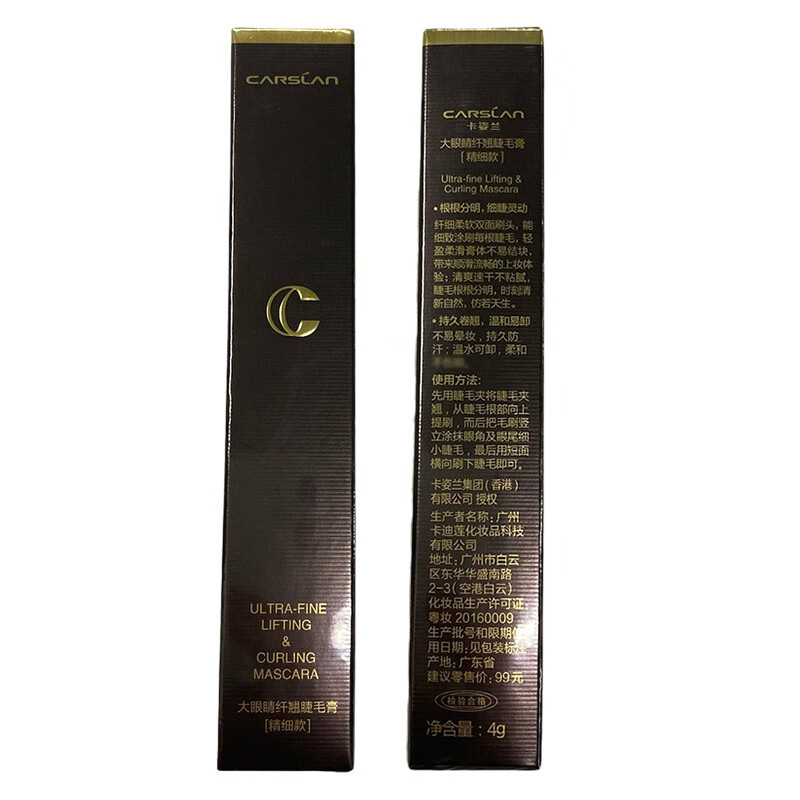 CARSLAN
ULTRA-FINE
LIFTING
&
CURLING
MASCARA
大眼睛纤翘睫毛膏
[精细款]
CARSLAN
卡姿兰
大眼睛纤翘睫毛膏
[精细款]
Ultra-fine Lifting &
Curling Mascara
• 根根分明，细睫灵动
纤细柔软双面刷头，能
细致涂刷每根睫毛，轻
盈柔滑膏体不易结块，
带来顺滑流畅的上妆体
验；清爽速干不粘腻，
睫毛根根分明，时刻清
新自然，仿若天生。
• 持久卷翘，温和易卸
不易晕妆，持久防
汗；温水可卸，柔和
使用方法：
先用睫毛夹将睫毛夹
翘，从睫毛根部向上
提刷，而后把毛刷竖
立涂抹眼角及眼尾细
小睫毛，最后用短面
横向刷下睫毛即可。
卡姿兰集团(香港)
有限公司 授权
生产者名称：广州
卡迪莲化妆品科技
有限公司
地址：广州市白云
区东华华盛南路
2-3(空港白云)
化妆品生产许可证：
粤妆 20160009
生产批号和限期使
用日期：见包装标注
产地：广东省
建议零售价：99元
检验合格
净含量：4g